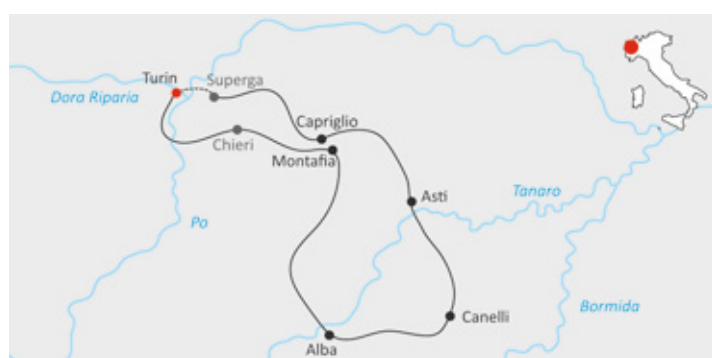 Turin
Superga
Dora Riparia
Capriglio
Chieri
Montafia
Asti
Tanaro
Po
Bormida
Canelli
Alba